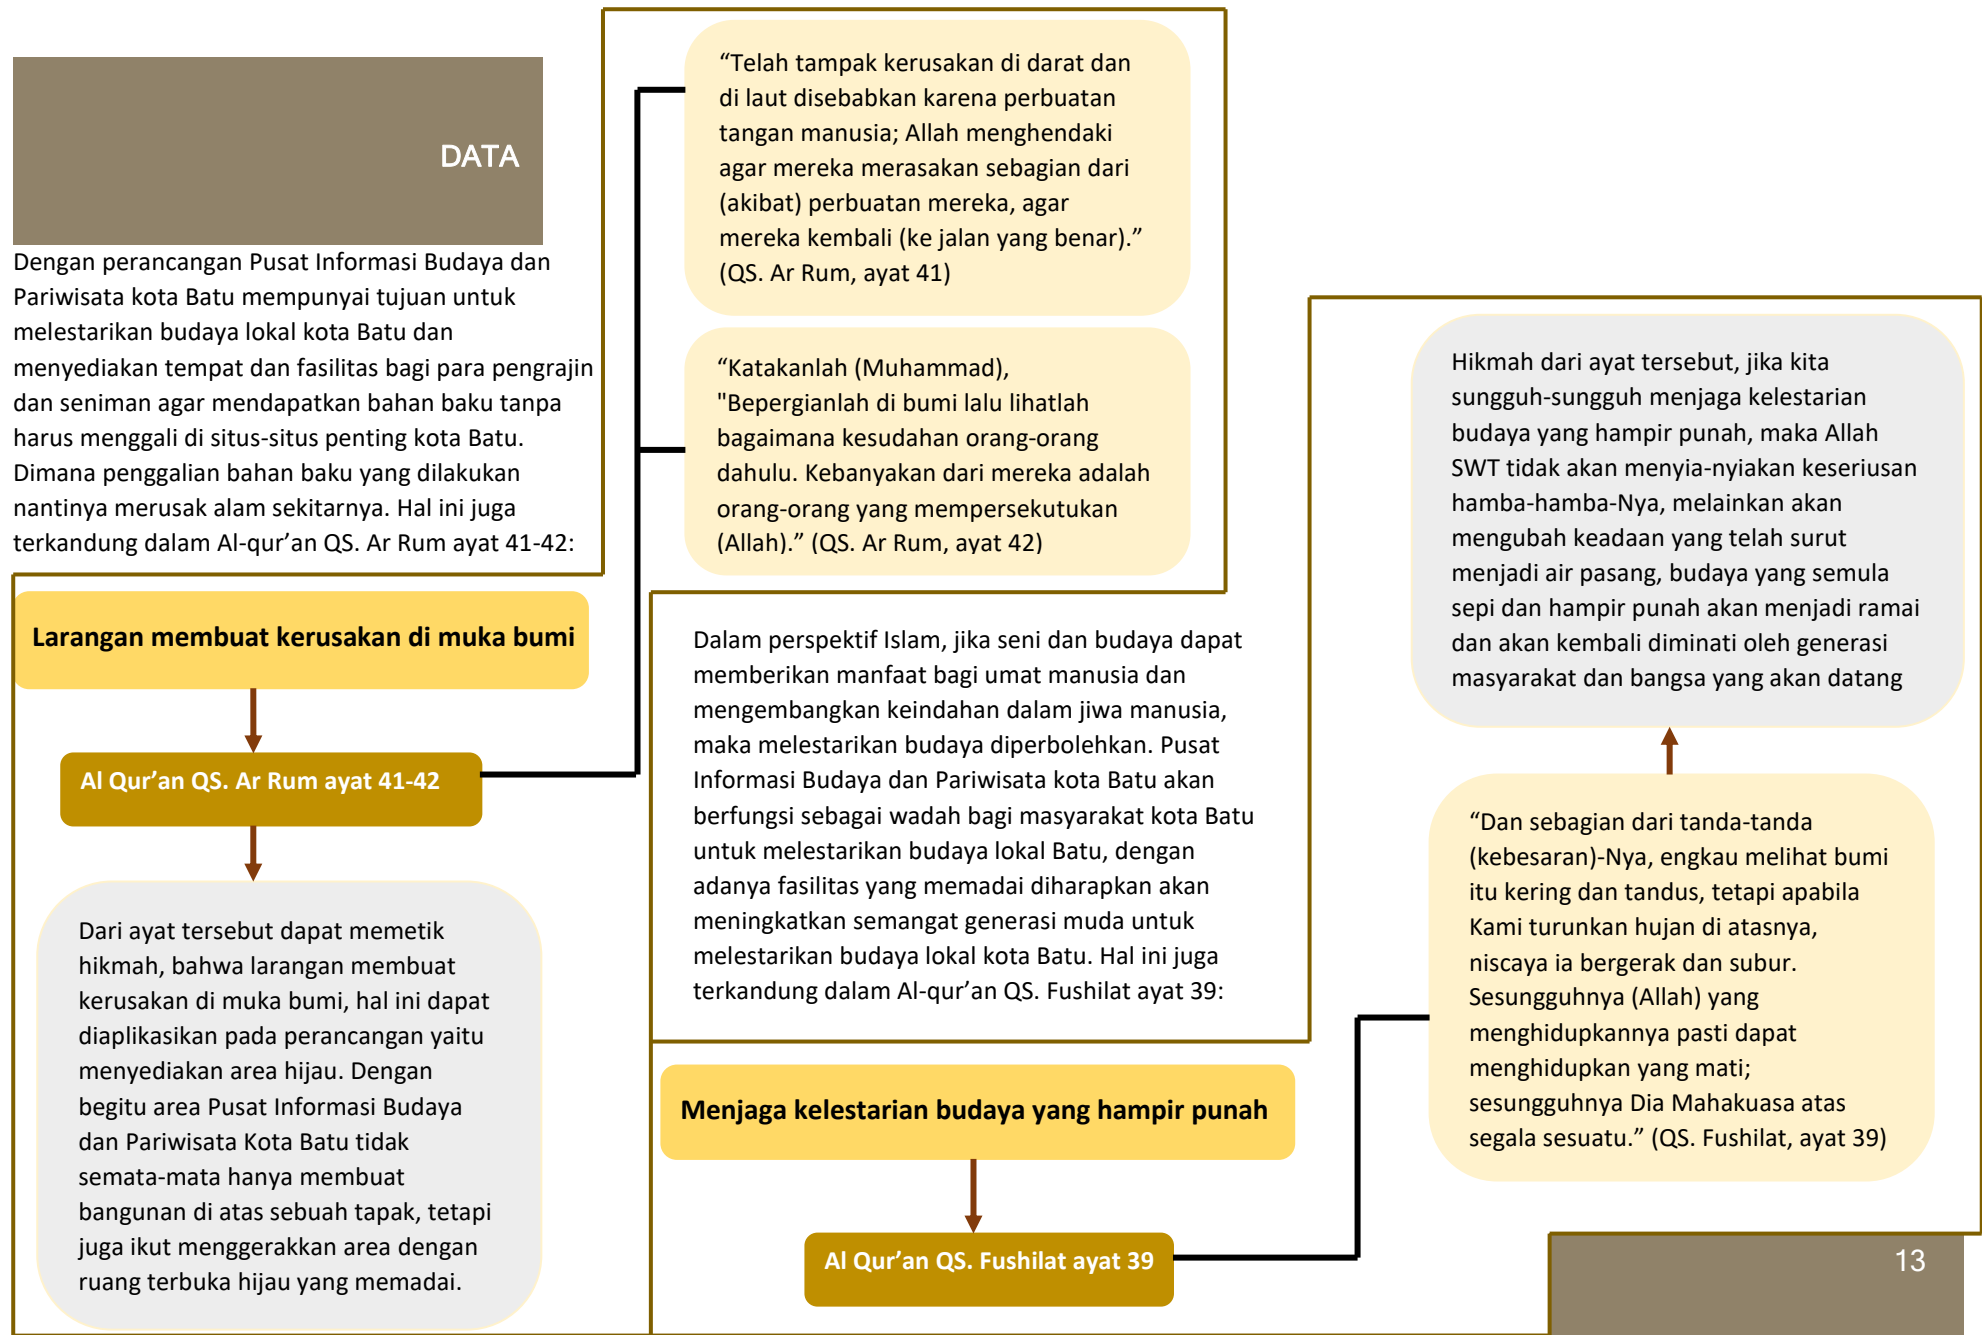 DATA
Dengan perancangan Pusat Informasi Budaya dan
Pariwisata kota Batu mempunyai tujuan untuk
melestarikan budaya lokal kota Batu dan
menyediakan tempat dan fasilitas bagi para pengrajin
dan seniman agar mendapatkan bahan baku tanpa
harus menggali di situs-situs penting kota Batu.
Dimana penggalian bahan baku yang dilakukan
nantinya merusak alam sekitarnya. Hal ini juga
terkandung dalam Al-qur’an QS. Ar Rum ayat 41-42:
Larangan membuat kerusakan di muka bumi
Al Qur’an QS. Ar Rum ayat 41-42
“Telah tampak kerusakan di darat dan
di laut disebabkan karena perbuatan
tangan manusia; Allah menghendaki
agar mereka merasakan sebagian dari
(akibat) perbuatan mereka, agar
mereka kembali (ke jalan yang benar).”
(QS. Ar Rum, ayat 41)
“Katakanlah (Muhammad),
"Bepergianlah di bumi lalu lihatlah
bagaimana kesudahan orang-orang
dahulu. Kebanyakan dari mereka adalah
orang-orang yang mempersekutukan
(Allah).” (QS. Ar Rum, ayat 42)
Dari ayat tersebut dapat memetik
hikmah, bahwa larangan membuat
kerusakan di muka bumi, hal ini dapat
diaplikasikan pada perancangan yaitu
menyediakan area hijau. Dengan
begitu area Pusat Informasi Budaya
dan Pariwisata Kota Batu tidak
semata-mata hanya membuat
bangunan di atas sebuah tapak, tetapi
juga ikut menggerakkan area dengan
ruang terbuka hijau yang memadai.
Dalam perspektif Islam, jika seni dan budaya dapat
memberikan manfaat bagi umat manusia dan
mengembangkan keindahan dalam jiwa manusia,
maka melestarikan budaya diperbolehkan. Pusat
Informasi Budaya dan Pariwisata kota Batu akan
berfungsi sebagai wadah bagi masyarakat kota Batu
untuk melestarikan budaya lokal Batu, dengan
adanya fasilitas yang memadai diharapkan akan
meningkatkan semangat generasi muda untuk
melestarikan budaya lokal kota Batu. Hal ini juga
terkandung dalam Al-qur’an QS. Fushilat ayat 39:
Menjaga kelestarian budaya yang hampir punah
Al Qur’an QS. Fushilat ayat 39
“Dan sebagian dari tanda-tanda
(kebesaran)-Nya, engkau melihat bumi
itu kering dan tandus, tetapi apabila
Kami turunkan hujan di atasnya,
niscaya ia bergerak dan subur.
Sesungguhnya (Allah) yang
menghidupkannya pasti dapat
menghidupkan yang mati;
sesungguhnya Dia Mahakuasa atas
segala sesuatu.” (QS. Fushilat, ayat 39)
Hikmah dari ayat tersebut, jika kita
sungguh-sungguh menjaga kelestarian
budaya yang hampir punah, maka Allah
SWT tidak akan menyia-nyiakan keseriusan
hamba-hamba-Nya, melainkan akan
mengubah keadaan yang telah surut
menjadi air pasang, budaya yang semula
sepi dan hampir punah akan menjadi ramai
dan akan kembali diminati oleh generasi
masyarakat dan bangsa yang akan datang
13